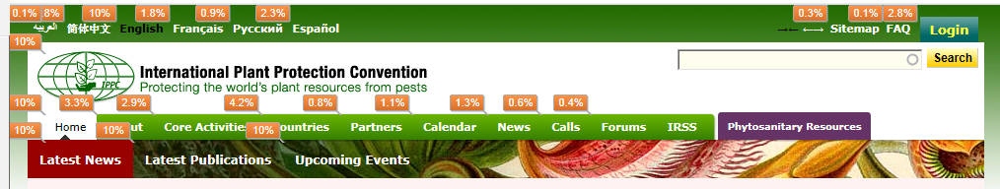 0.1% .8% 10% 1.8% 0.9% 2.3% 0.3% 0.1% 2.8%
العربية 简体中文 English Français Русский Español →← ←→ Sitemap FAQ Login
10%
IPPC
International Plant Protection Convention
Protecting the world's plant resources from pests
Search
10% 3.3% 2.9% 4.2% 0.8% 1.1% 1.3% 0.6% 0.4%
Home ut Core Activities ountries Partners Calendar News Calls Forums IRSS Phytosanitary Resources
10% 10% 10%
Latest News Latest Publications Upcoming Events